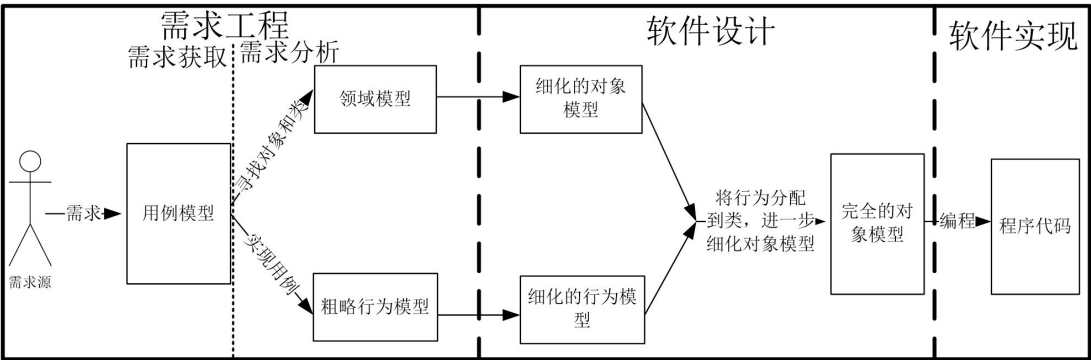 需求工程
软件设计
软件实现
需求获取
需求分析
需求源
需求
用例模型
寻找对象和类
实现用例
领域模型
粗略行为模型
细化的对象
模型
细化的行为模
型
将行为分配
到类，进一步
细化对象模型
完全的对
象模型
编程
程序代码